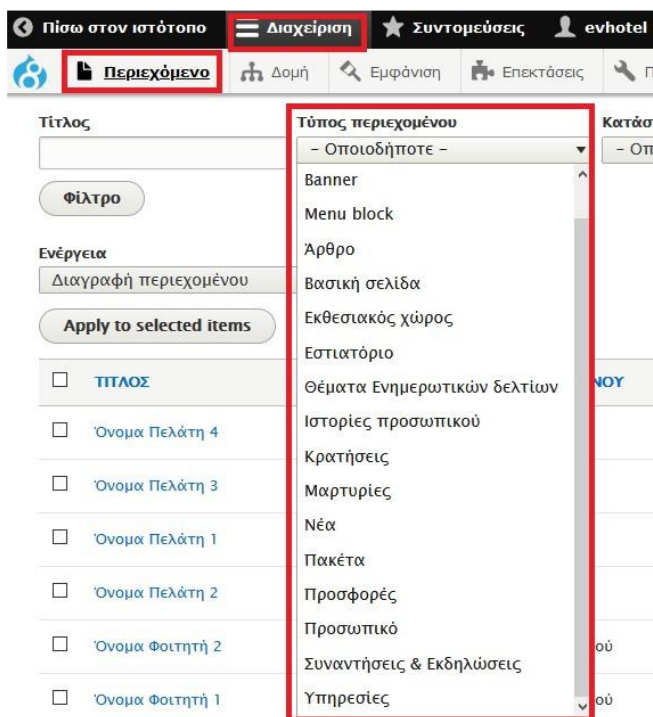 Πίσω στον ιστότοπο Διαχείριση Συντομεύσεις evhotel
Περιεχόμενο Δομή Εμφάνιση Επεκτάσεις
Τίτλος Τύπος περιεχομένου
- Οποιοδήποτε -
Φίλτρο
Banner
Menu block
Άρθρο
Βασική σελίδα
Εκθεσιακός χώρος
Εστιατόριο
Θέματα Ενημερωτικών δελτίων
Ιστορίες προσωπικού
Κρατήσεις
Μαρτυρίες
Νέα
Πακέτα
Προσφορές
Προσωπικό
Συναντήσεις & Εκδηλώσεις
Υπηρεσίες
Ενέργεια
Διαγραφή περιεχομένου
Apply to selected items
ΤΙΤΛΟΣ
Όνομα Πελάτη 4
Όνομα Πελάτη 3
Όνομα Πελάτη 1
Όνομα Πελάτη 2
Όνομα Φοιτητή 2
Όνομα Φοιτητή 1